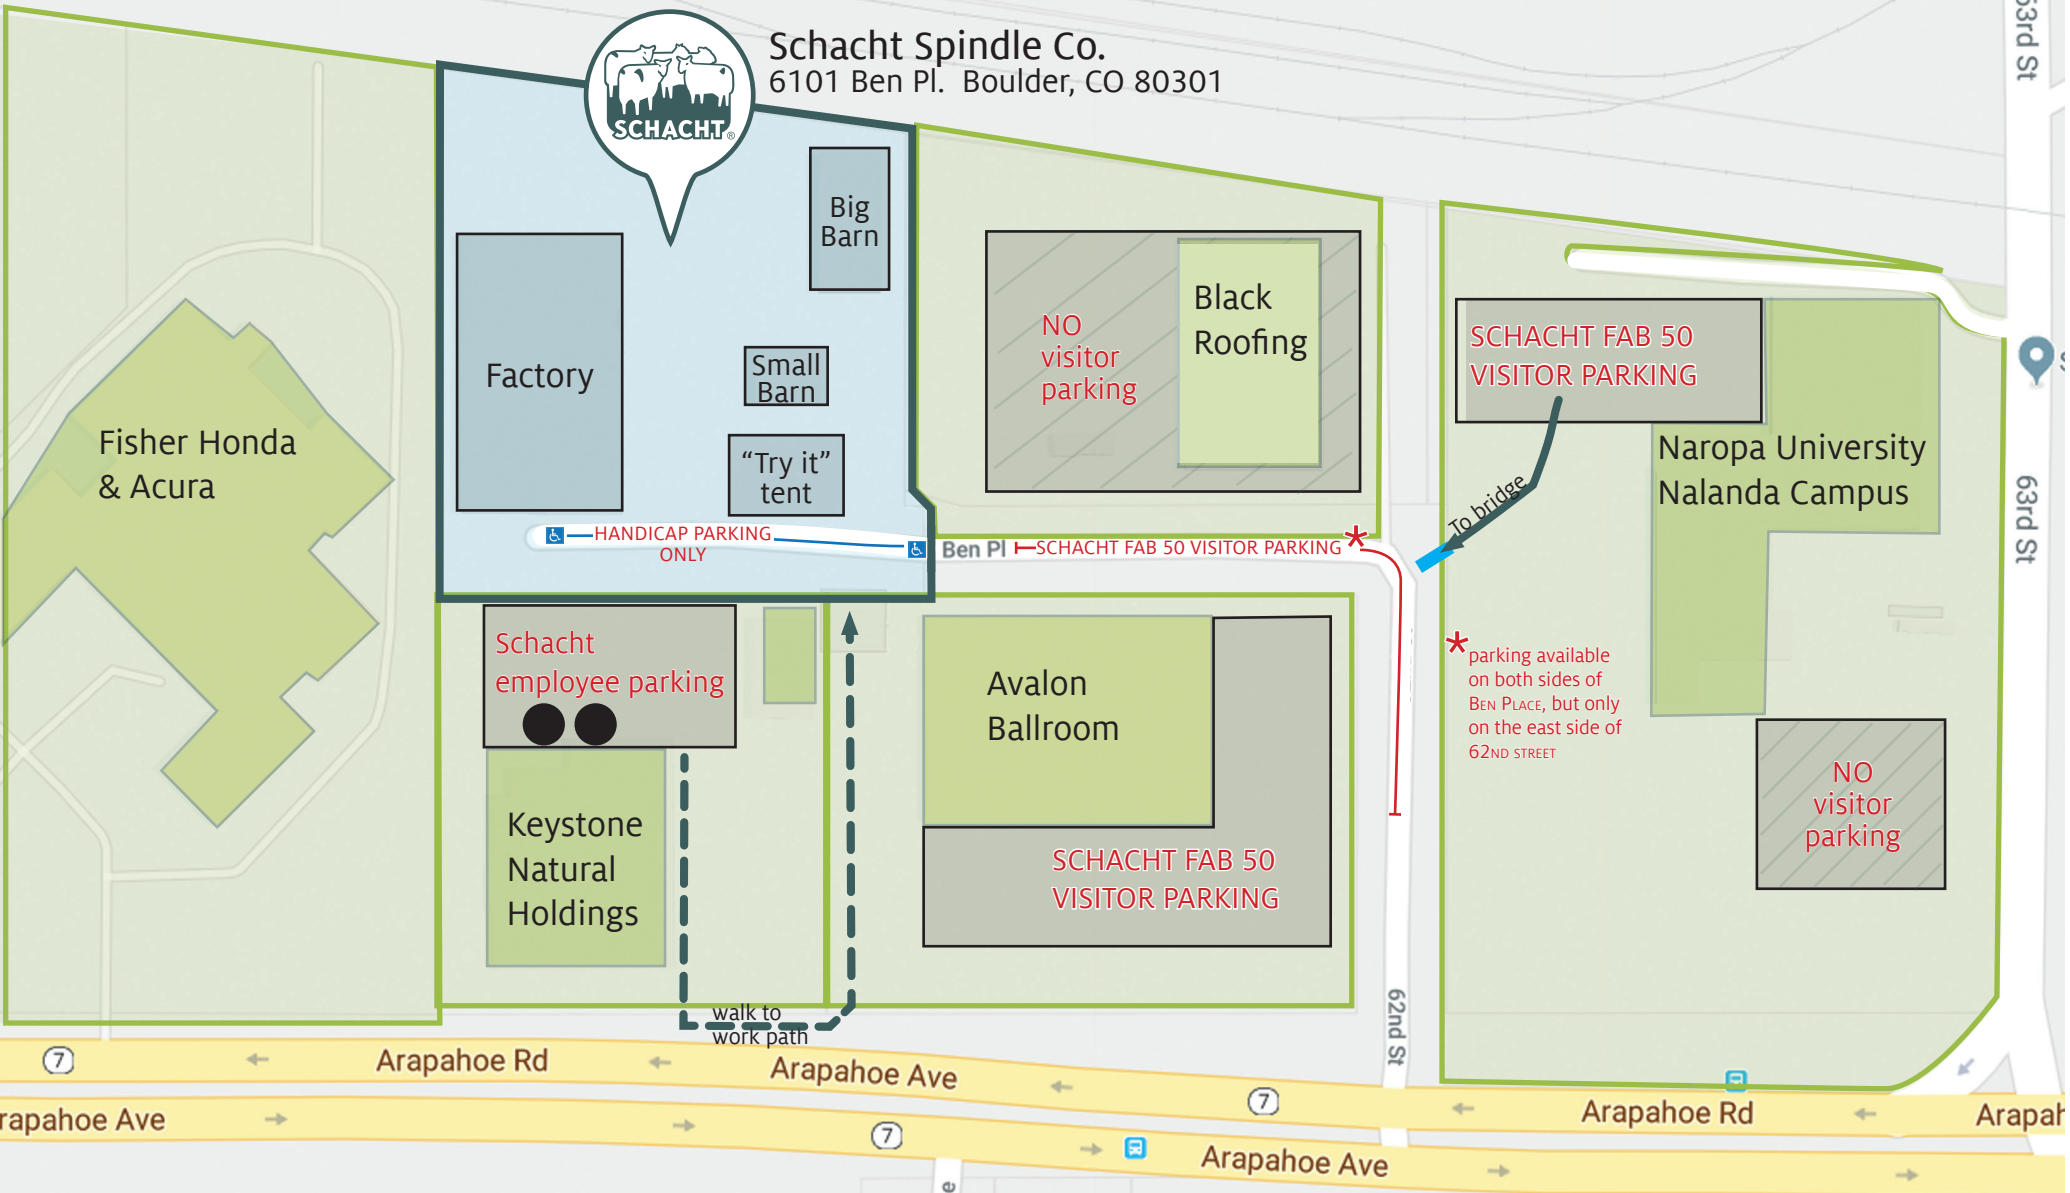 Schacht Spindle Co.
6101 Ben Pl.  Boulder, CO 80301
SCHACHT®
63rd St
Big
Barn
Factory
Small
Barn
“Try it”
tent
HANDICAP PARKING
ONLY
Ben Pl
SCHACHT FAB 50 VISITOR PARKING *
NO
visitor
parking
Black
Roofing
SCHACHT FAB 50
VISITOR PARKING
To bridge
Naropa University
Nalanda Campus
63rd St
Fisher Honda
& Acura
Schacht
employee parking
Keystone
Natural
Holdings
walk to
work path
Avalon
Ballroom
SCHACHT FAB 50
VISITOR PARKING
* parking available
on both sides of
Ben Place, but only
on the east side of
62nd street
NO
visitor
parking
62nd St
7
Arapahoe Rd
Arapahoe Ave
7
Arapahoe Rd
Arapah
rapahoe Ave
7
Arapahoe Ave
e